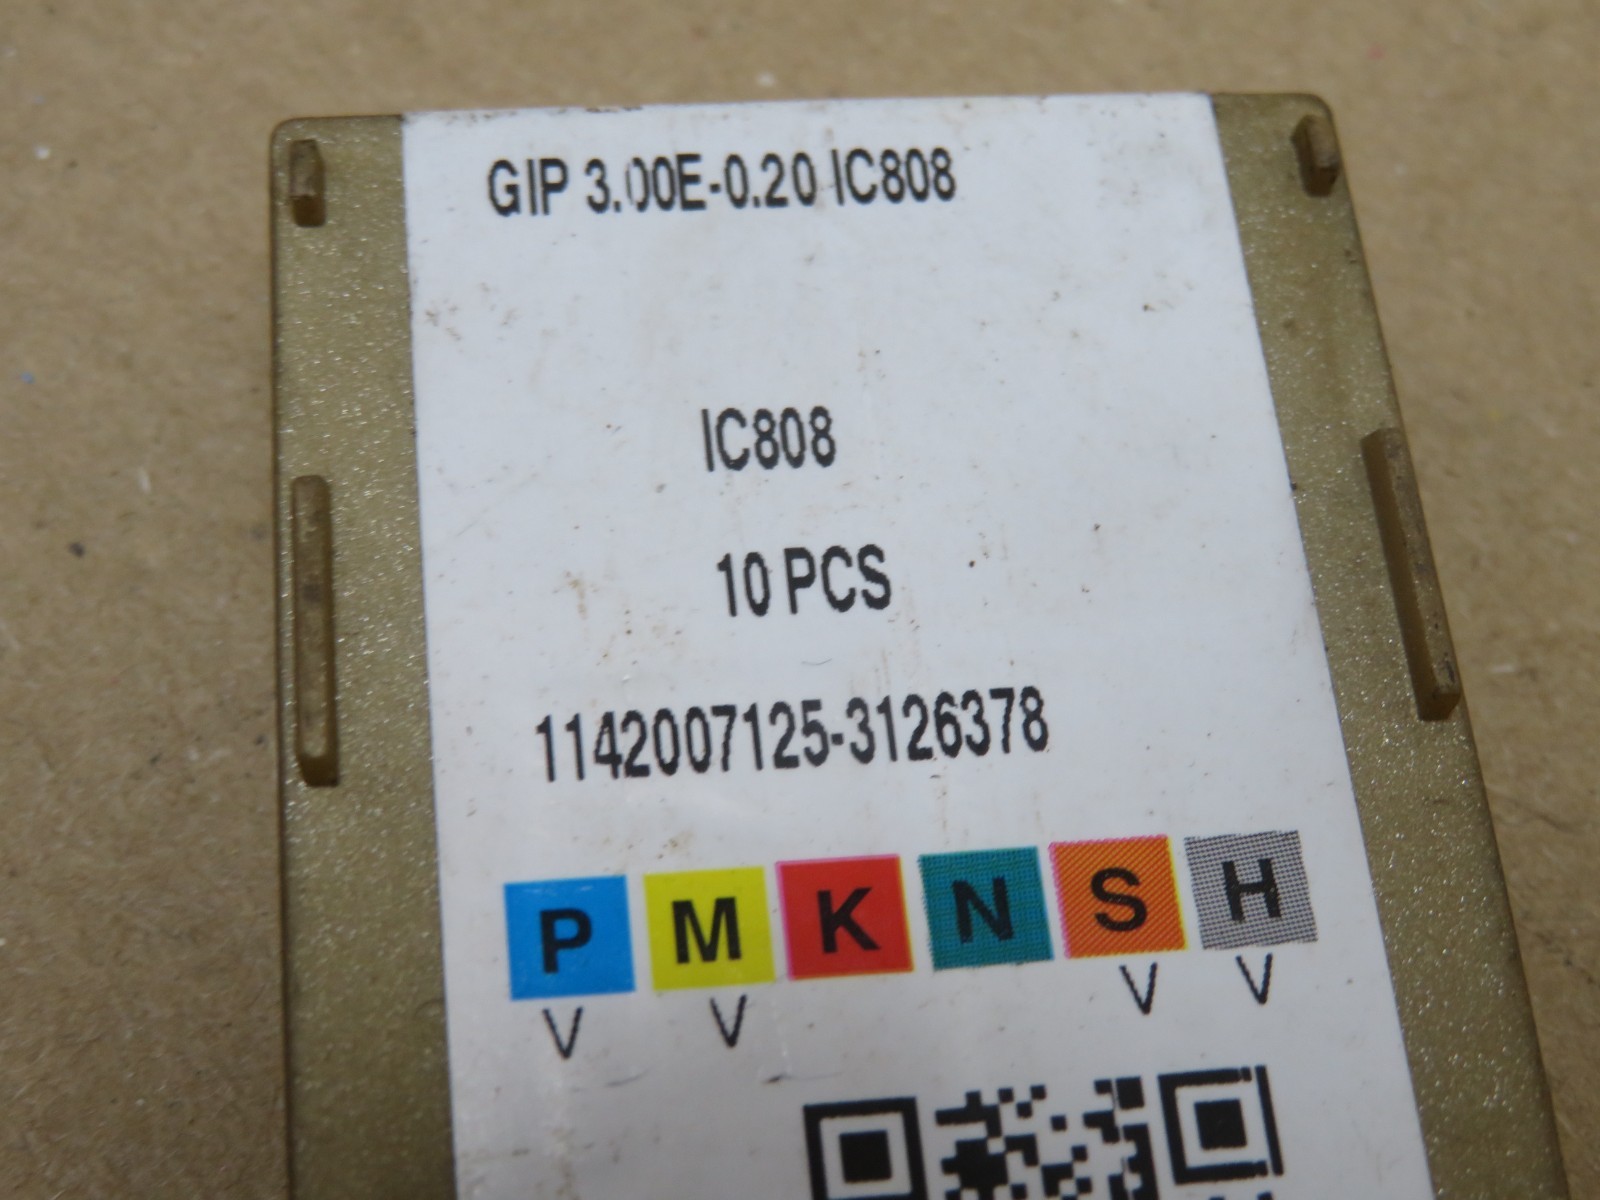 GIP 3.00E-0.20 IC808
IC808
10 PCS
1142007125-3126378
P M K N S H
V V V V